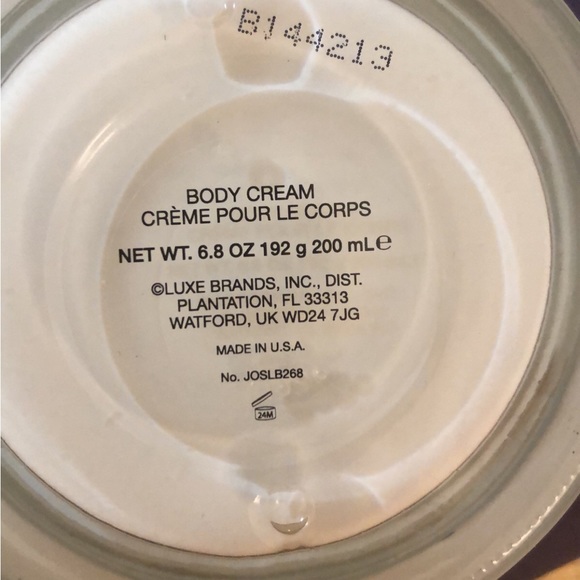 B144213
BODY CREAM
CRÈME POUR LE CORPS
NET WT. 6.8 OZ 192 g 200 mL℮
©LUXE BRANDS, INC., DIST.
PLANTATION, FL 33313
WATFORD, UK WD24 7JG
MADE IN U.S.A.
No. JOSLB268
24M